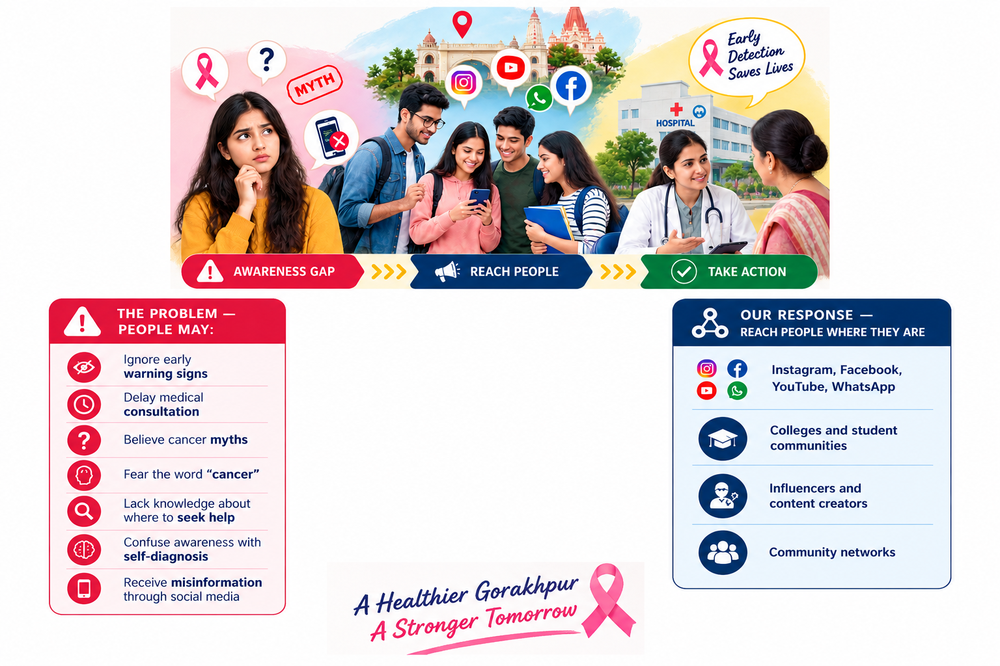 MYTH
Early
Detection
Saves Lives
HOSPITAL
AWARENESS GAP
REACH PEOPLE
TAKE ACTION
THE PROBLEM —
PEOPLE MAY:
Ignore early
warning signs
Delay medical
consultation
Believe cancer myths
Fear the word “cancer”
Lack knowledge about
where to seek help
Confuse awareness with
self-diagnosis
Receive misinformation
through social media
OUR RESPONSE —
REACH PEOPLE WHERE THEY ARE
Instagram, Facebook,
YouTube, WhatsApp
Colleges and student
communities
Influencers and
content creators
Community networks
A Healthier Gorakhpur
A Stronger Tomorrow